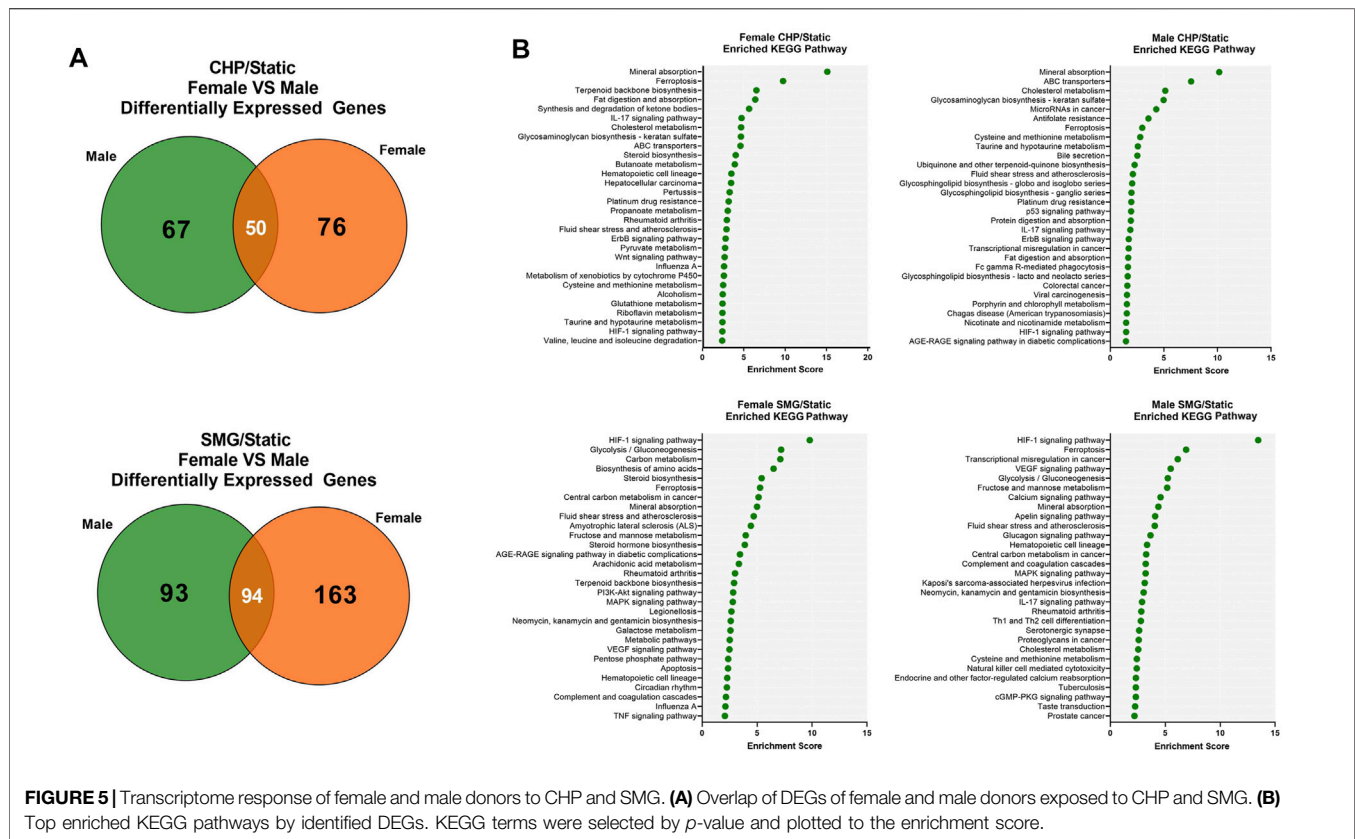 A
CHP/Static
Female VS Male
Differentially Expressed Genes
Male
Female
67
50
76
SMG/Static
Female VS Male
Differentially Expressed Genes
Male
Female
93
94
163
B
Female CHP/Static
Enriched KEGG Pathway
Mineral absorption
Ferroptosis
Terpenoid backbone biosynthesis
Fat digestion and absorption
Synthesis and degradation of ketone bodies
IL-17 signaling pathway
Cholesterol metabolism
Glycosaminoglycan biosynthesis - keratan sulfate
ABC transporters
Steroid biosynthesis
Butanoate metabolism
Hematopoietic cell lineage
Hepatocellular carcinoma
Pertussis
Platinum drug resistance
Propanoate metabolism
Rheumatoid arthritis
Fluid shear stress and atherosclerosis
ErbB signaling pathway
Pyruvate metabolism
Wnt signaling pathway
Influenza A
Metabolism of xenobiotics by cytochrome P450
Cysteine and methionine metabolism
Alcoholism
Glutathione metabolism
Riboflavin metabolism
Taurine and hypotaurine metabolism
HIF-1 signaling pathway
Valine, leucine and isoleucine degradation
0 5 10 15 20
Enrichment Score
Male CHP/Static
Enriched KEGG Pathway
Mineral absorption
ABC transporters
Cholesterol metabolism
Glycosaminoglycan biosynthesis - keratan sulfate
MicroRNAs in cancer
Antifolate resistance
Ferroptosis
Cysteine and methionine metabolism
Taurine and hypotaurine metabolism
Bile secretion
Ubiquinone and other terpenoid-quinone biosynthesis
Fluid shear stress and atherosclerosis
Glycosphingolipid biosynthesis - globo and isoglobo series
Glycosphingolipid biosynthesis - ganglio series
Platinum drug resistance
p53 signaling pathway
Protein digestion and absorption
IL-17 signaling pathway
ErbB signaling pathway
Transcriptional misregulation in cancer
Fat digestion and absorption
Fc gamma R-mediated phagocytosis
Glycosphingolipid biosynthesis - lacto and neolacto series
Colorectal cancer
Viral carcinogenesis
Porphyrin and chlorophyll metabolism
Chagas disease (American trypanosomiasis)
Nicotinate and nicotinamide metabolism
HIF-1 signaling pathway
AGE-RAGE signaling pathway in diabetic complications
0 5 10 15
Enrichment Score
Female SMG/Static
Enriched KEGG Pathway
HIF-1 signaling pathway
Glycolysis / Gluconeogenesis
Carbon metabolism
Biosynthesis of amino acids
Steroid biosynthesis
Ferroptosis
Central carbon metabolism in cancer
Mineral absorption
Fluid shear stress and atherosclerosis
Amyotrophic lateral sclerosis (ALS)
Fructose and mannose metabolism
Steroid hormone biosynthesis
AGE-RAGE signaling pathway in diabetic complications
Arachidonic acid metabolism
Rheumatoid arthritis
Terpenoid backbone biosynthesis
PI3K-Akt signaling pathway
MAPK signaling pathway
Legionellosis
Neomycin, kanamycin and gentamicin biosynthesis
Galactose metabolism
Metabolic pathways
VEGF signaling pathway
Pentose phosphate pathway
Apoptosis
Hematopoietic cell lineage
Circadian rhythm
Complement and coagulation cascades
Influenza A
TNF signaling pathway
0 5 10 15
Enrichment Score
Male SMG/Static
Enriched KEGG Pathway
HIF-1 signaling pathway
Ferroptosis
Transcriptional misregulation in cancer
VEGF signaling pathway
Glycolysis / Gluconeogenesis
Fructose and mannose metabolism
Calcium signaling pathway
Mineral absorption
Apelin signaling pathway
Fluid shear stress and atherosclerosis
Glucagon signaling pathway
Hematopoietic cell lineage
Central carbon metabolism in cancer
Complement and coagulation cascades
MAPK signaling pathway
Kaposi's sarcoma-associated herpesvirus infection
Neomycin, kanamycin and gentamicin biosynthesis
IL-17 signaling pathway
Rheumatoid arthritis
Th1 and Th2 cell differentiation
Serotonergic synapse
Proteoglycans in cancer
Cholesterol metabolism
Cysteine and methionine metabolism
Natural killer cell mediated cytotoxicity
Endocrine and other factor-regulated calcium reabsorption
Tuberculosis
cGMP-PKG signaling pathway
Taste transduction
Prostate cancer
0 5 10 15
Enrichment Score
FIGURE 5 | Transcriptome response of female and male donors to CHP and SMG. (A) Overlap of DEGs of female and male donors exposed to CHP and SMG. (B)
Top enriched KEGG pathways by identified DEGs. KEGG terms were selected by p-value and plotted to the enrichment score.